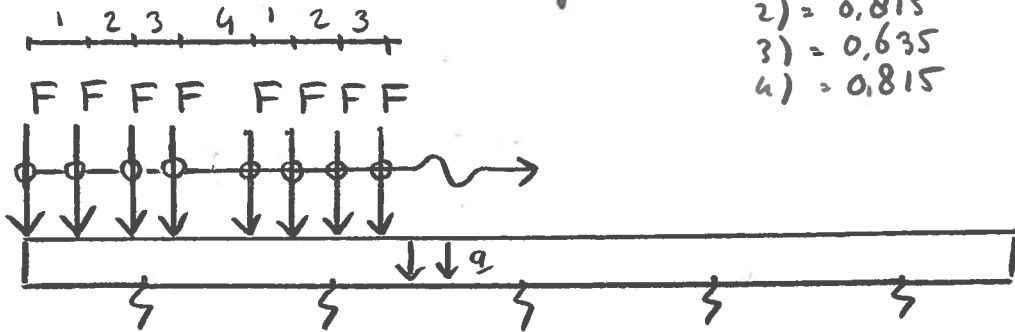 1 2 3 4 1 2 3
2) = 0,815
3) = 0,635
4) = 0,815
F F F F F F F F
q